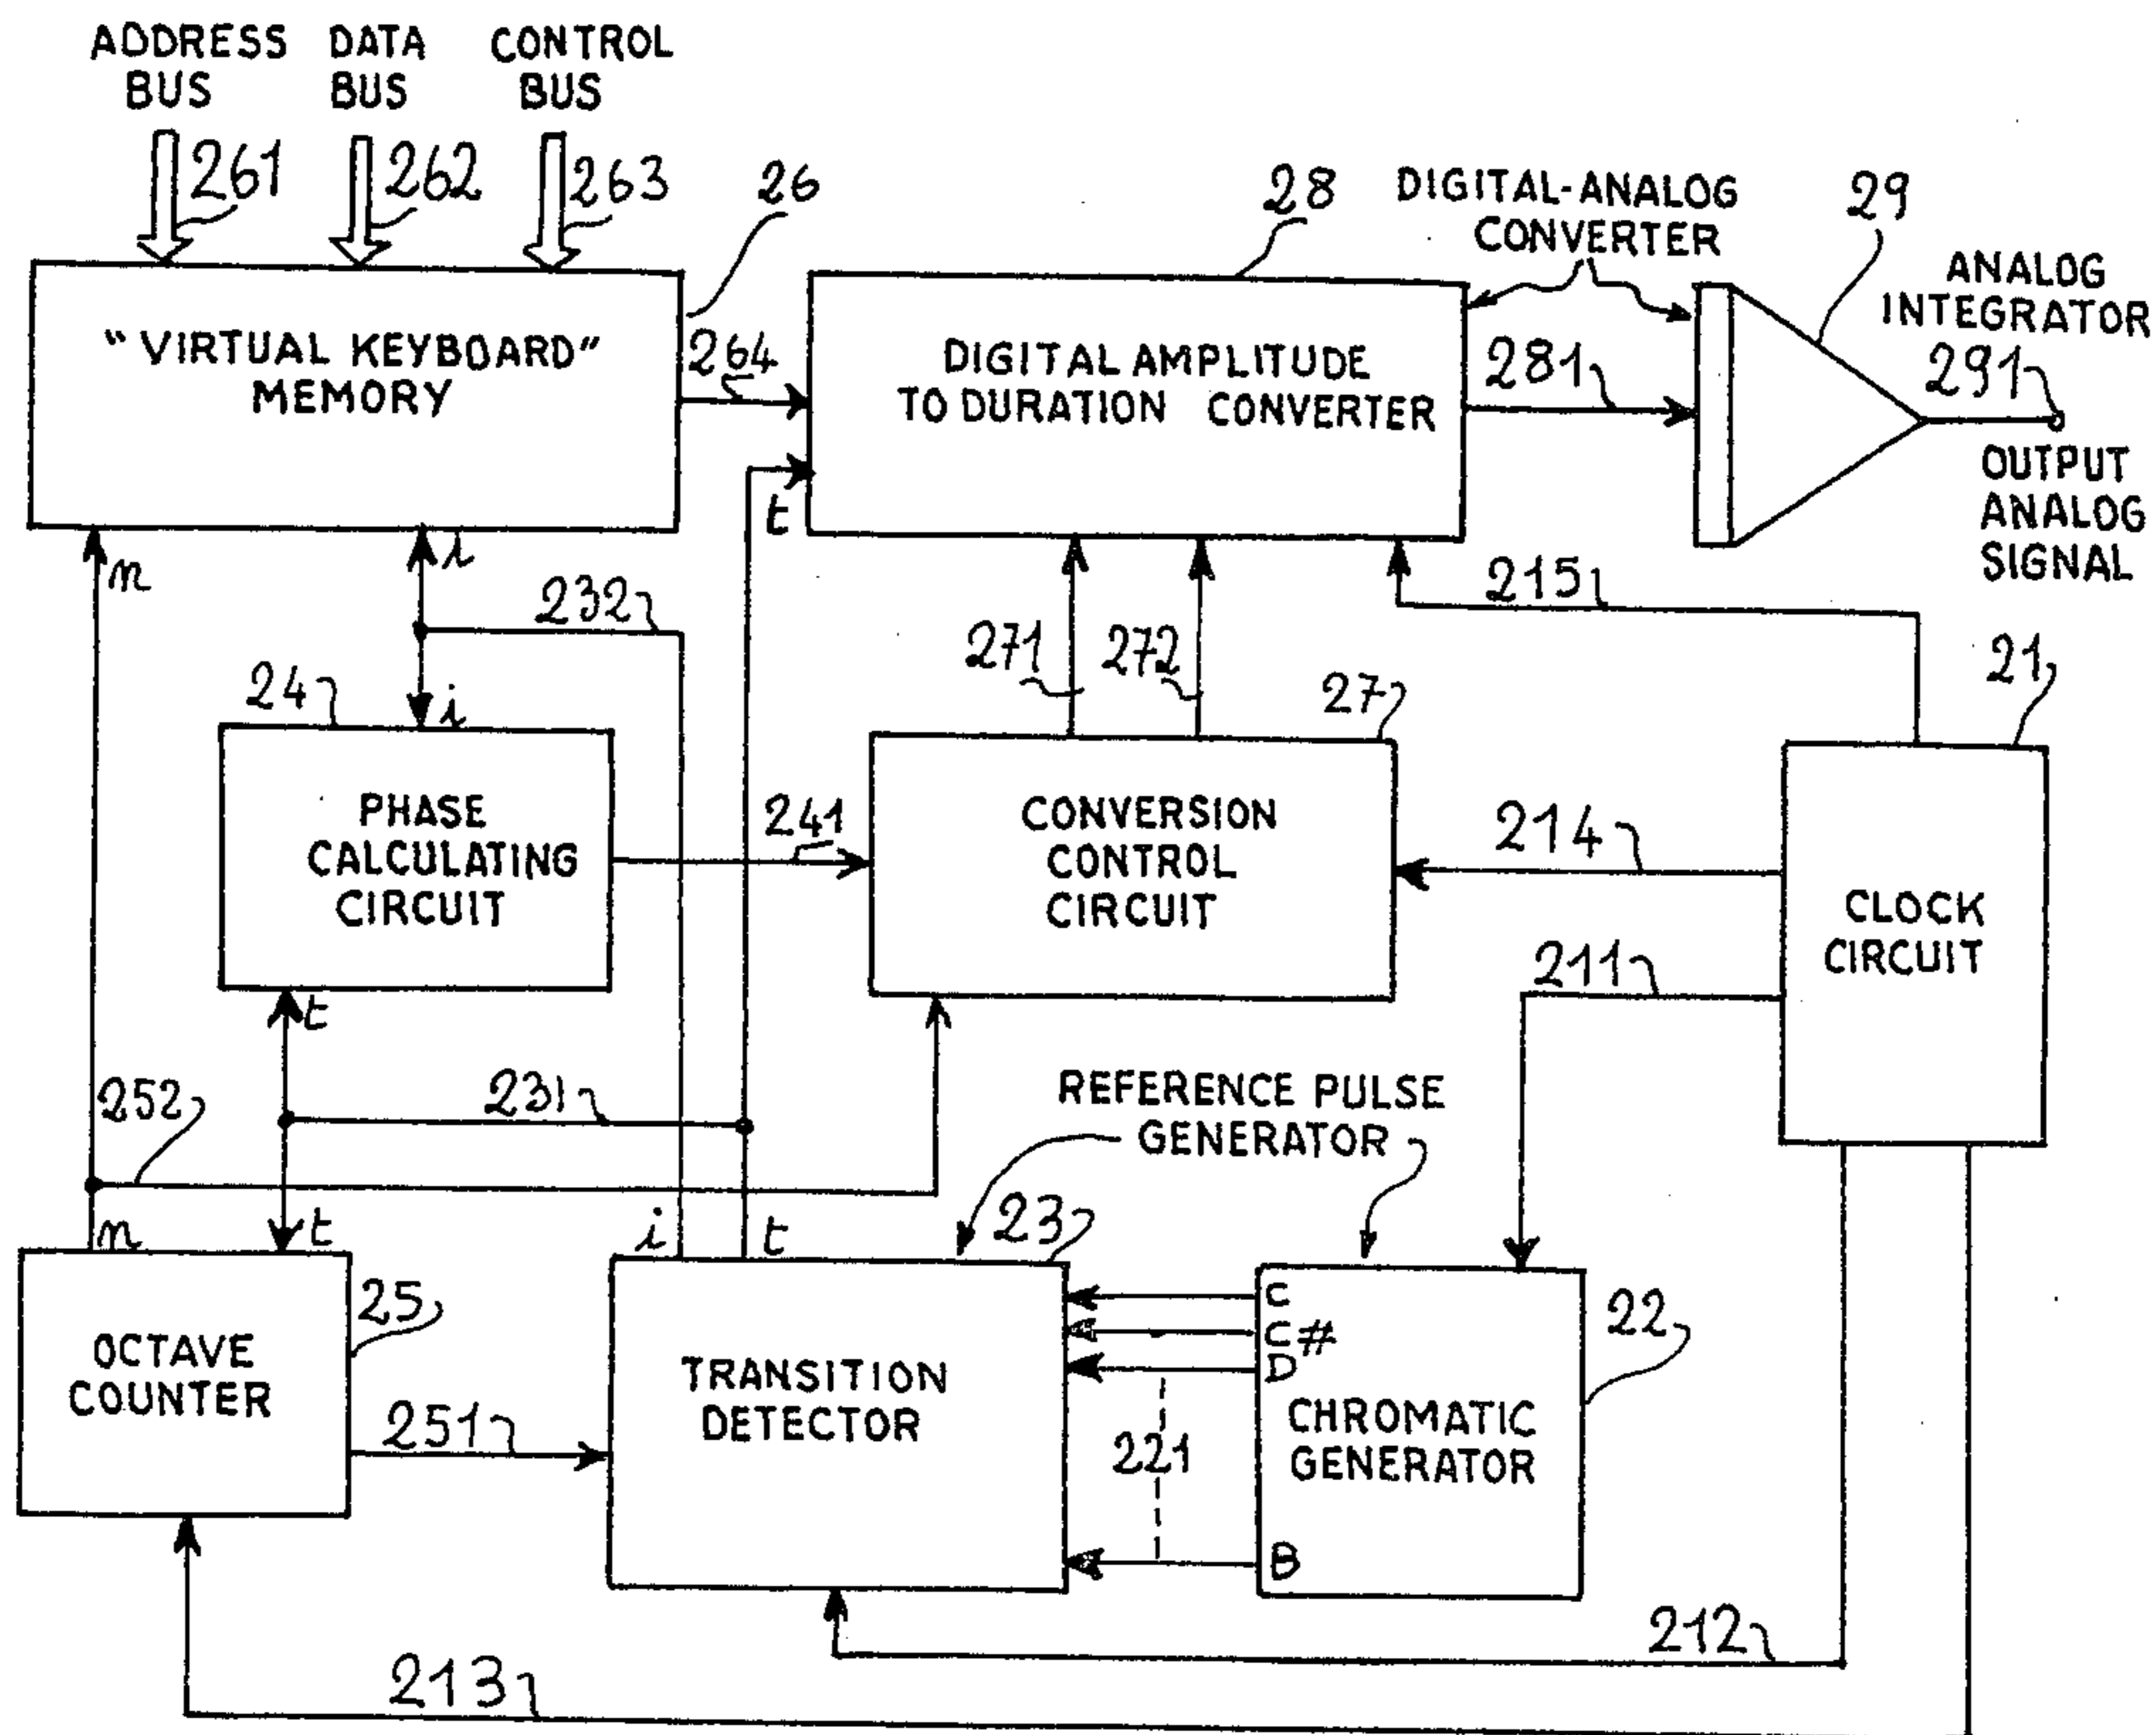 ADDRESS BUS
DATA BUS
CONTROL BUS
261
262
263
26
28
DIGITAL-ANALOG
CONVERTER
29
ANALOG
INTEGRATOR
291
OUTPUT
ANALOG
SIGNAL
"VIRTUAL KEYBOARD"
MEMORY
264
DIGITAL AMPLITUDE
TO DURATION CONVERTER
281
t
n
i
232
271
272
215
24
i
27
21
PHASE
CALCULATING
CIRCUIT
241
CONVERSION
CONTROL
CIRCUIT
214
CLOCK
CIRCUIT
211
t
252
231
REFERENCE PULSE
GENERATOR
n
t
i
t
23
25
OCTAVE
COUNTER
251
TRANSITION
DETECTOR
C
C#
D
221
B
CHROMATIC
GENERATOR
22
212
213